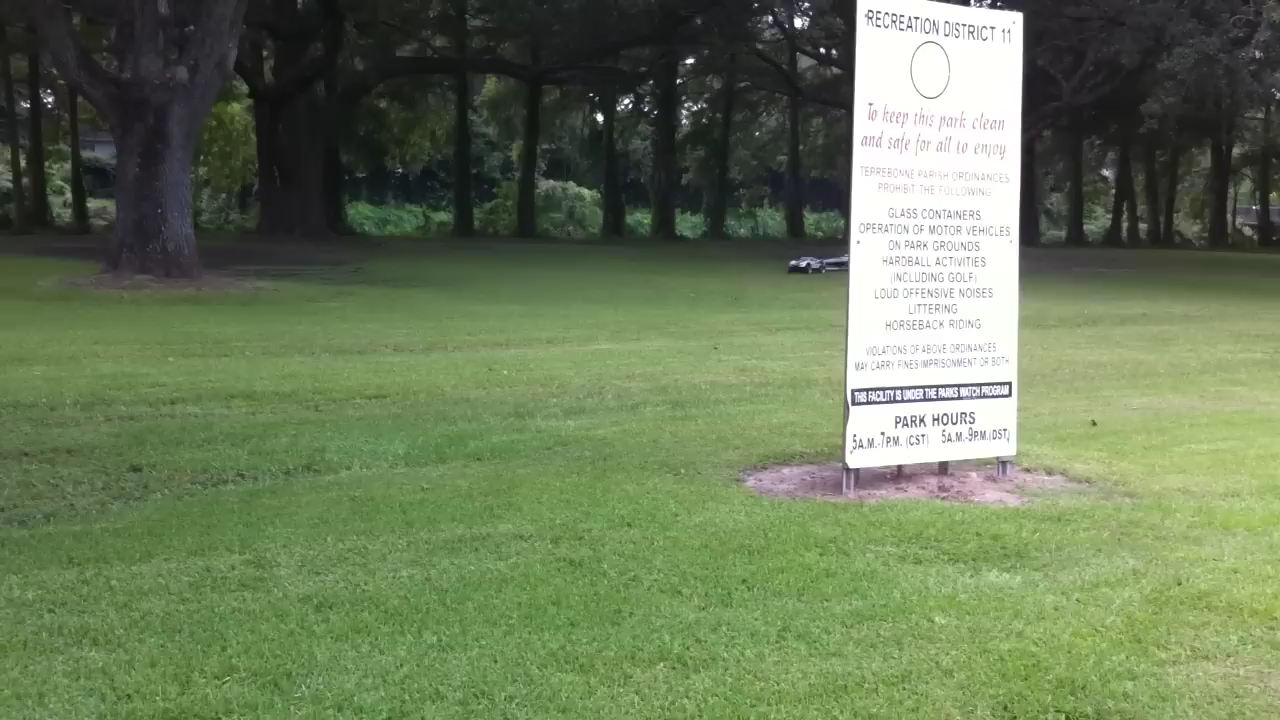 RECREATION DISTRICT 11
To keep this park clean
and safe for all to enjoy
TERREBONNE PARISH ORDINANCES
PROHIBIT THE FOLLOWING
GLASS CONTAINERS
OPERATION OF MOTOR VEHICLES
ON PARK GROUNDS
HARDBALL ACTIVITIES
(INCLUDING GOLF)
LOUD OFFENSIVE NOISES
LITTERING
HORSEBACK RIDING
VIOLATIONS OF ABOVE ORDINANCES
MAY CARRY FINES IMPRISONMENT OR BOTH
THIS FACILITY IS UNDER THE PARKS WATCH PROGRAM
PARK HOURS
5A.M.-7P.M. (CST) 5A.M.-9P.M.(DST)